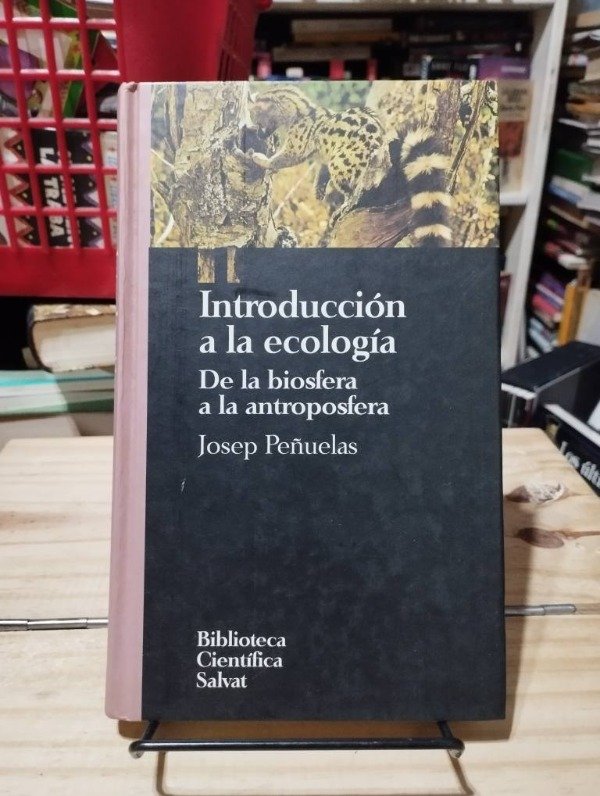 Introducción
a la ecología
De la biosfera
a la antroposfera
Josep Peñuelas
Biblioteca
Científica
Salvat